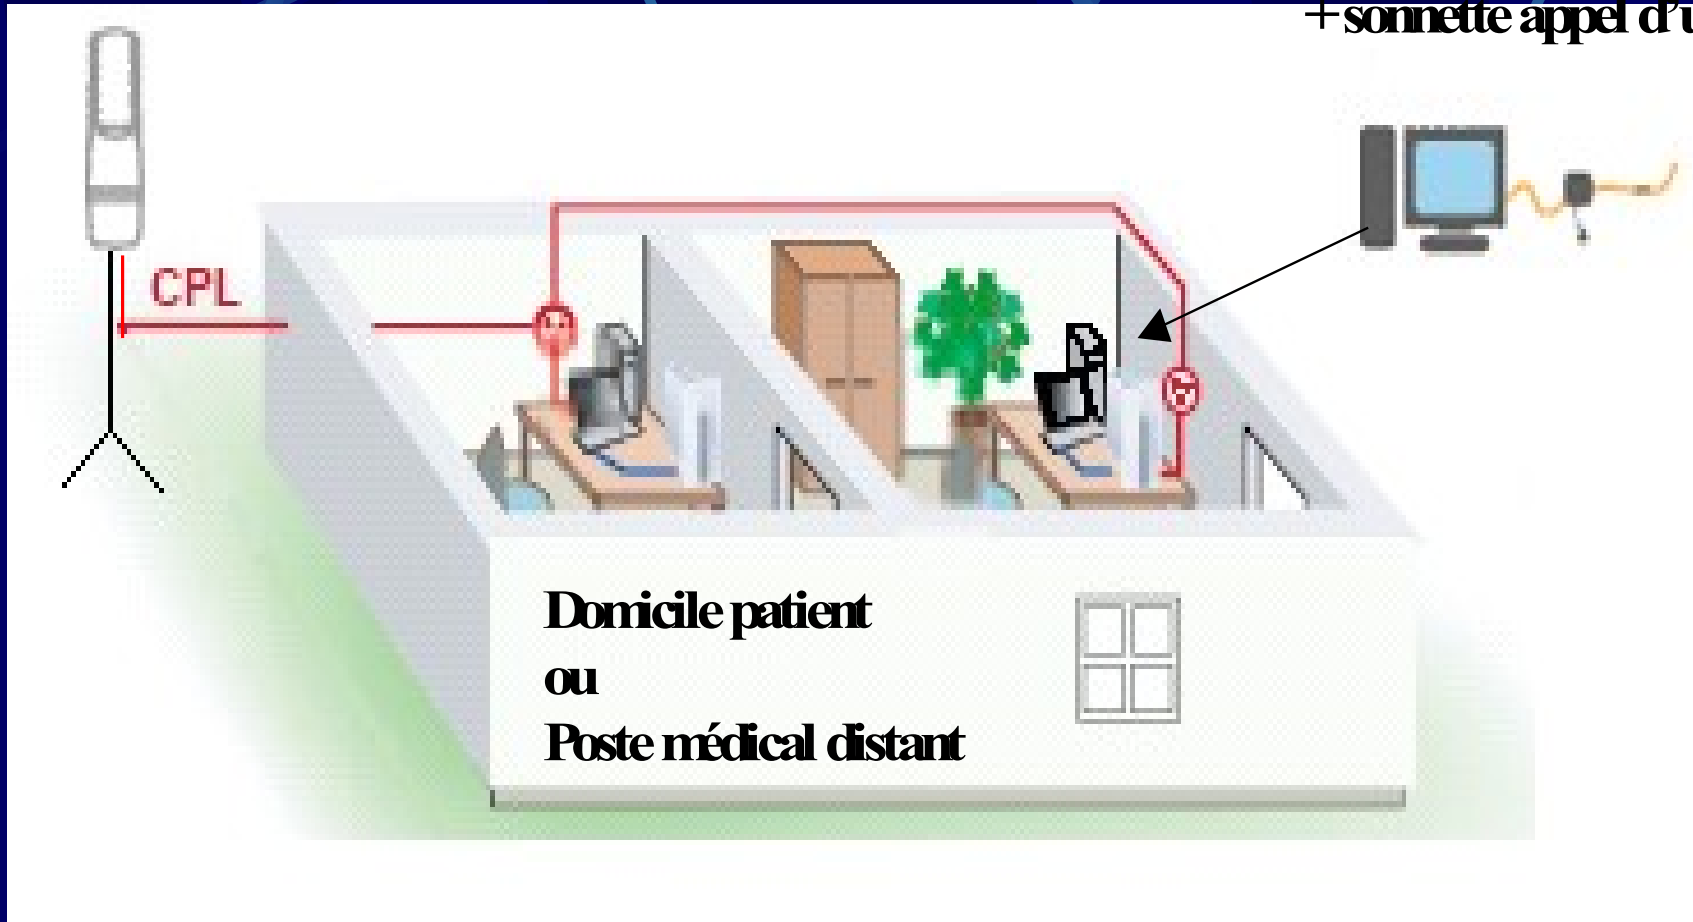 + sonnette appel d'u
CPL
Domicile patient
ou
Poste médical distant